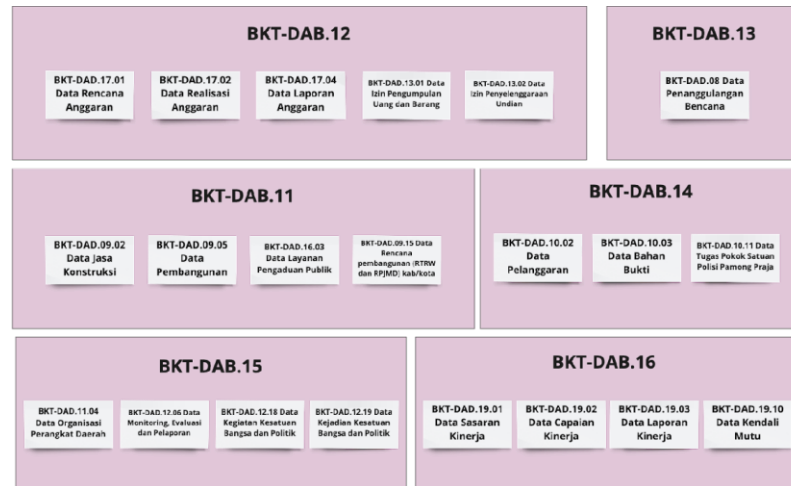 BKT-DAB.12
BKT-DAD.17.01
Data Rencana
Anggaran
BKT-DAD.17.02
Data Realisasi
Anggaran
BKT-DAD.17.04
Data Laporan
Anggaran
BKT-DAD.13.01 Data
Izin Pengumpulan
Uang dan Barang
BKT-DAD.13.02 Data
Izin Penyelenggaraan
Undian
BKT-DAB.13
BKT-DAD.08 Data
Penanggulangan
Bencana
BKT-DAB.11
BKT-DAD.09.02
Data Jasa
Konstruksi
BKT-DAD.09.05
Data
Pembangunan
BKT-DAD.16.03
Data Layanan
Pengaduan Publik
BKT-DAD.09.15 Data
Rencana
pembangunan (RTRW
dan RPJMD) kab/kota
BKT-DAB.14
BKT-DAD.10.02
Data
Pelanggaran
BKT-DAD.10.03
Data Bahan
Bukti
BKT-DAD.10.11 Data
Tugas Pokok Satuan
Polisi Pamong Praja
BKT-DAB.15
BKT-DAD.11.04
Data Organisasi
Perangkat Daerah
BKT-DAD.12.06 Data
Monitoring, Evaluasi
dan Pelaporan
BKT-DAD.12.18 Data
Kegiatan Kesatuan
Bangsa dan Politik
BKT-DAD.12.19 Data
Kejadian Kesatuan
Bangsa dan Politik
BKT-DAB.16
BKT-DAD.19.01
Data Sasaran
Kinerja
BKT-DAD.19.02
Data Capaian
Kinerja
BKT-DAD.19.03
Data Laporan
Kinerja
BKT-DAD.19.10
Data Kendali
Mutu